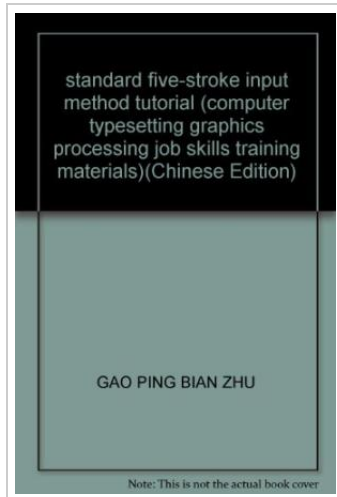 standard five-stroke input
method tutorial (computer
typesetting graphics
processing job skills training
materials)(Chinese Edition)
GAO PING BIAN ZHU
Note: This is not the actual book cover